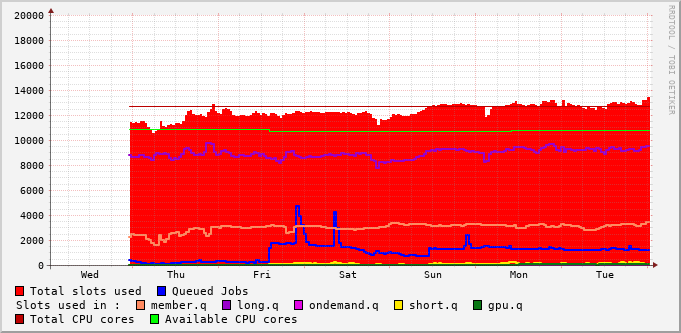 20000
18000
16000
14000
12000
10000
8000
6000
4000
2000
0
Wed Thu Fri Sat Sun Mon Tue
Total slots used Queued Jobs
Slots used in : member.q long.q ondemand.q short.q gpu.q
Total CPU cores Available CPU cores
RRDTOOL / TOBI OETIKER